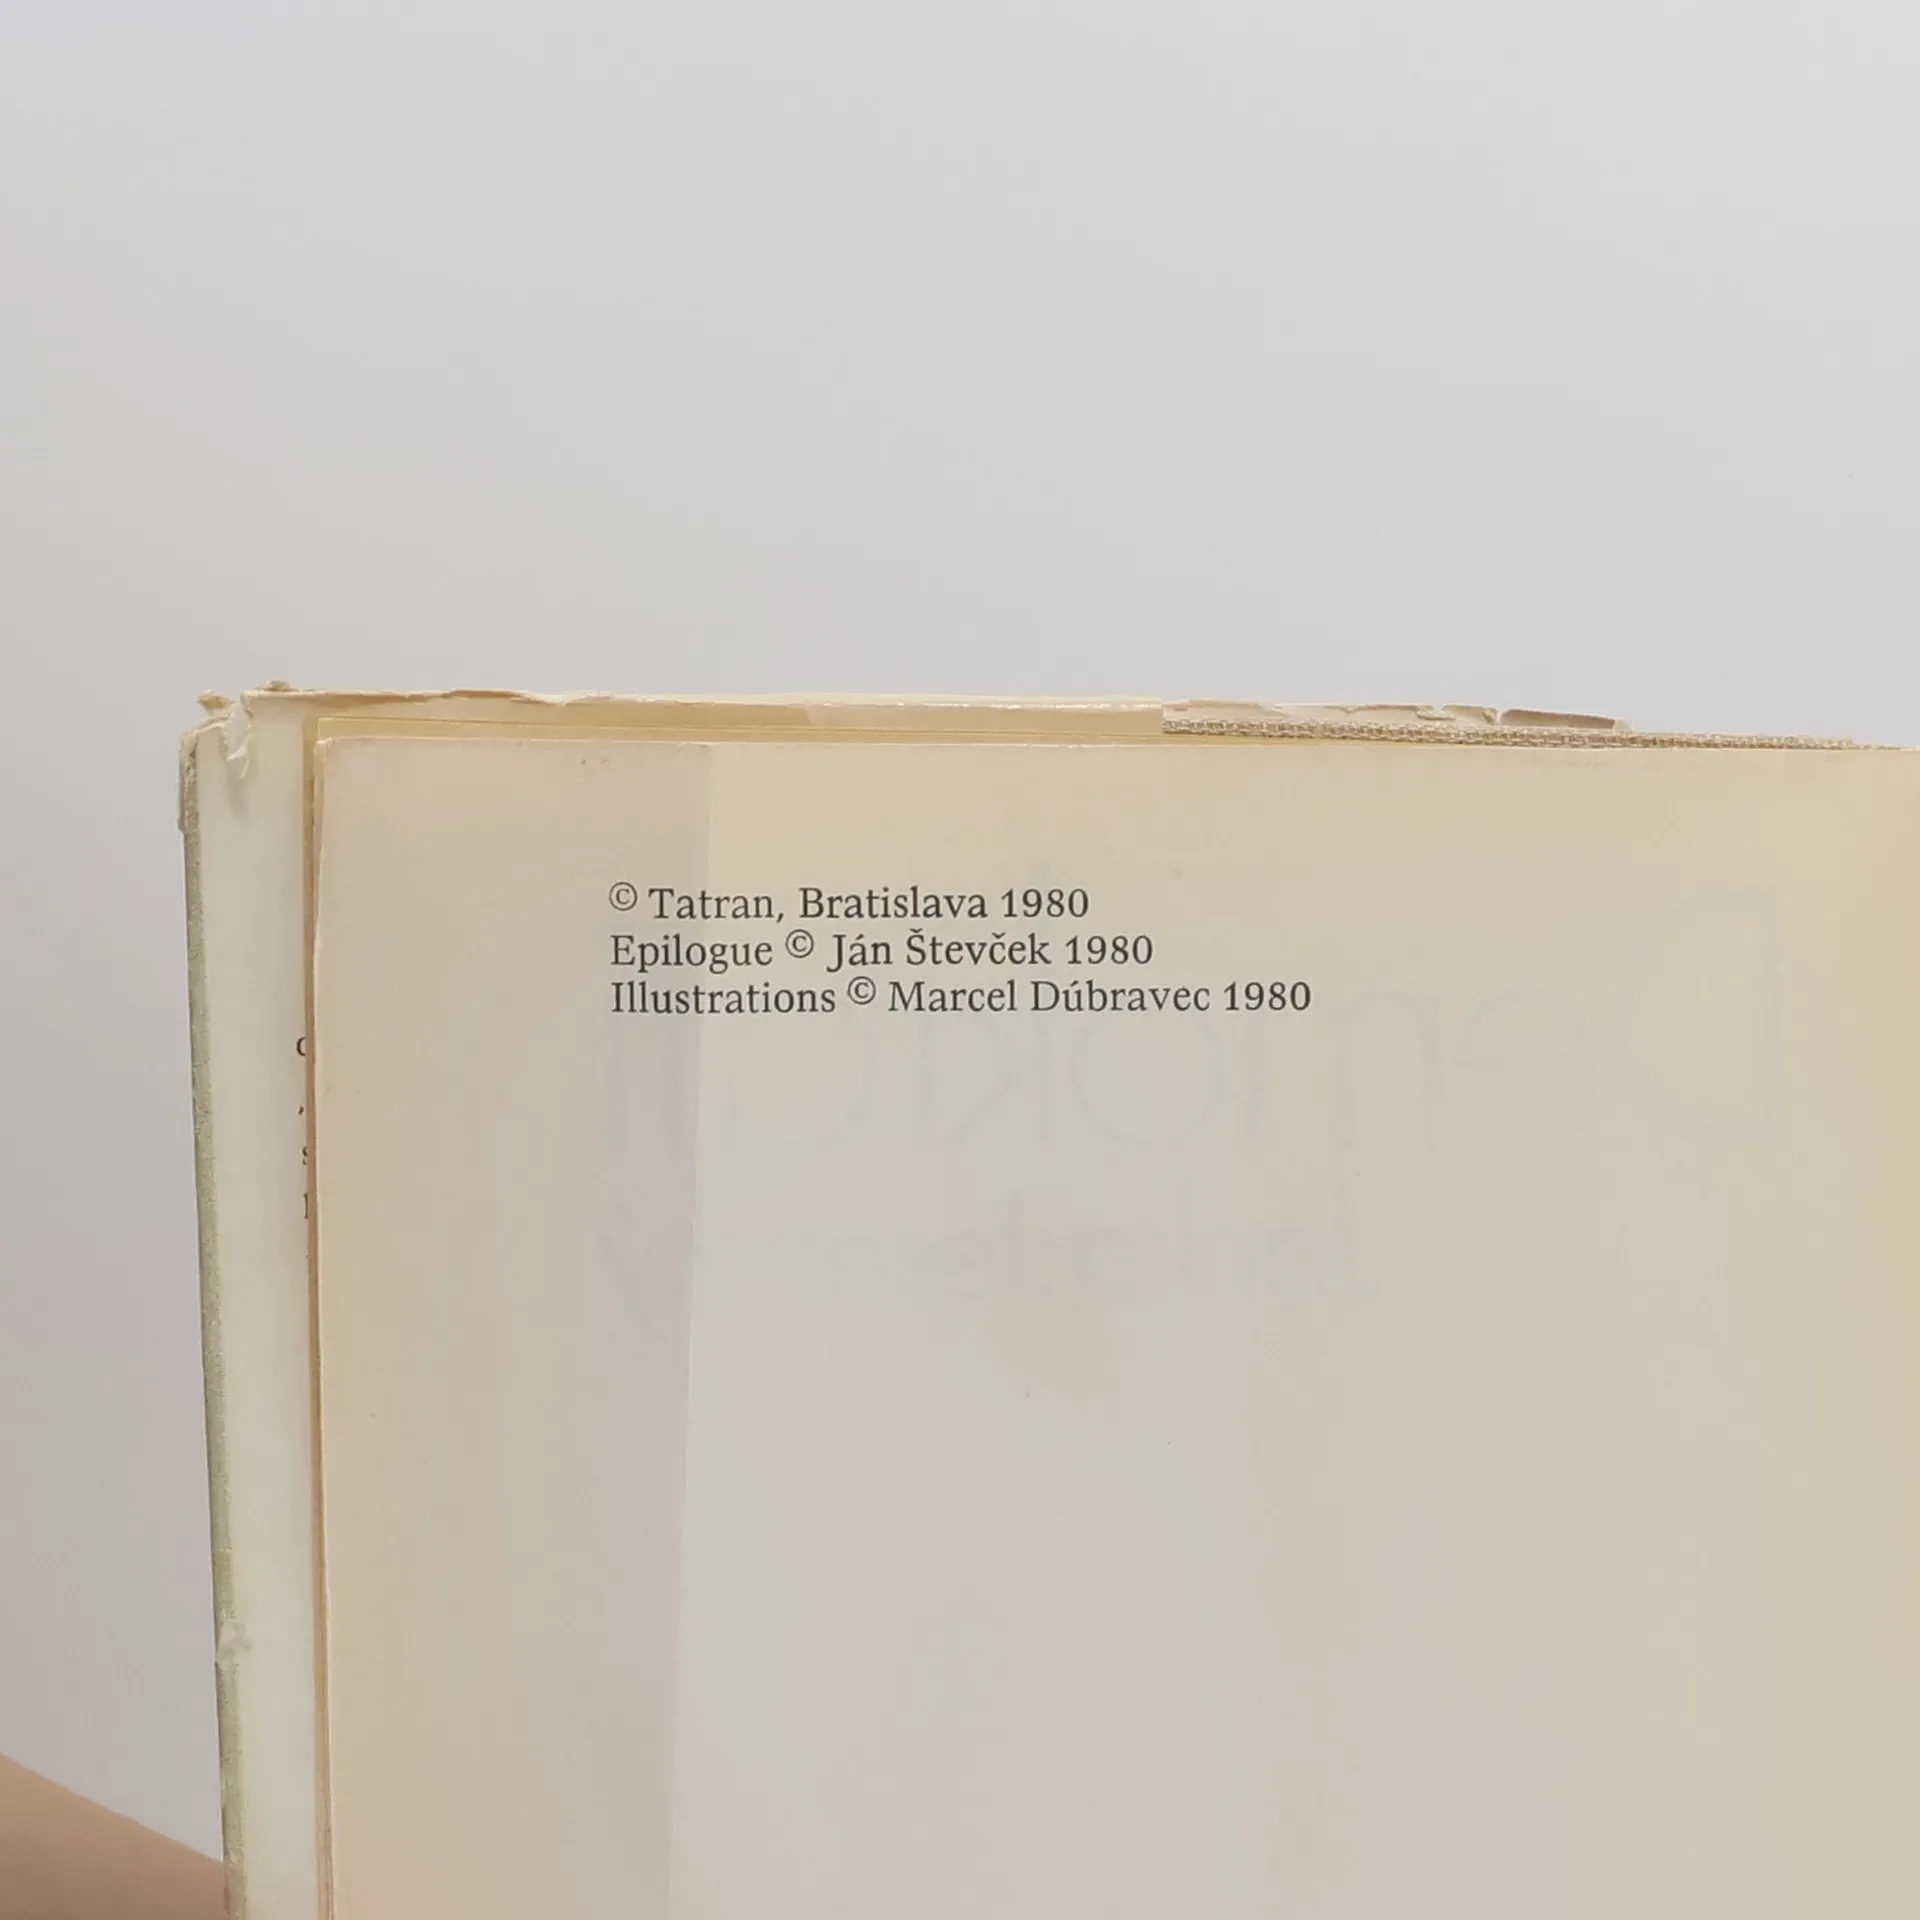 © Tatran, Bratislava 1980
Epilogue © Ján Števček 1980
Illustrations © Marcel Dúbravec 1980